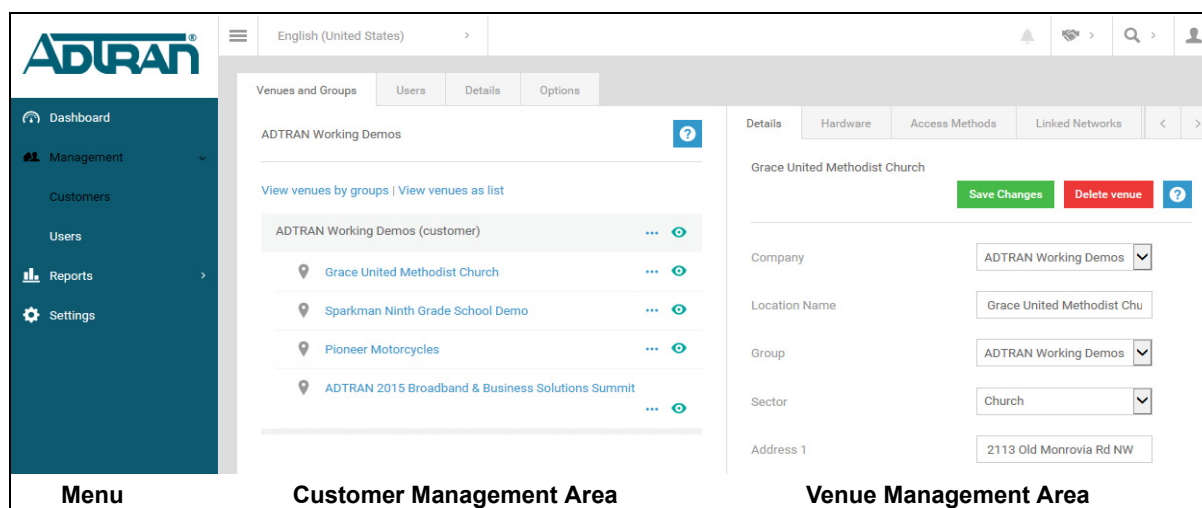 ADTRAN®
English (United States)
Dashboard
Management
Customers
Users
Reports
Settings
Venues and Groups Users Details Options
ADTRAN Working Demos ?
View venues by groups | View venues as list
ADTRAN Working Demos (customer)
Grace United Methodist Church
Sparkman Ninth Grade School Demo
Pioneer Motorcycles
ADTRAN 2015 Broadband & Business Solutions Summit
Details Hardware Access Methods Linked Networks
Grace United Methodist Church
Save Changes Delete venue ?
Company ADTRAN Working Demos
Location Name Grace United Methodist Chu
Group ADTRAN Working Demos
Sector Church
Address 1 2113 Old Monrovia Rd NW
Menu Customer Management Area Venue Management Area